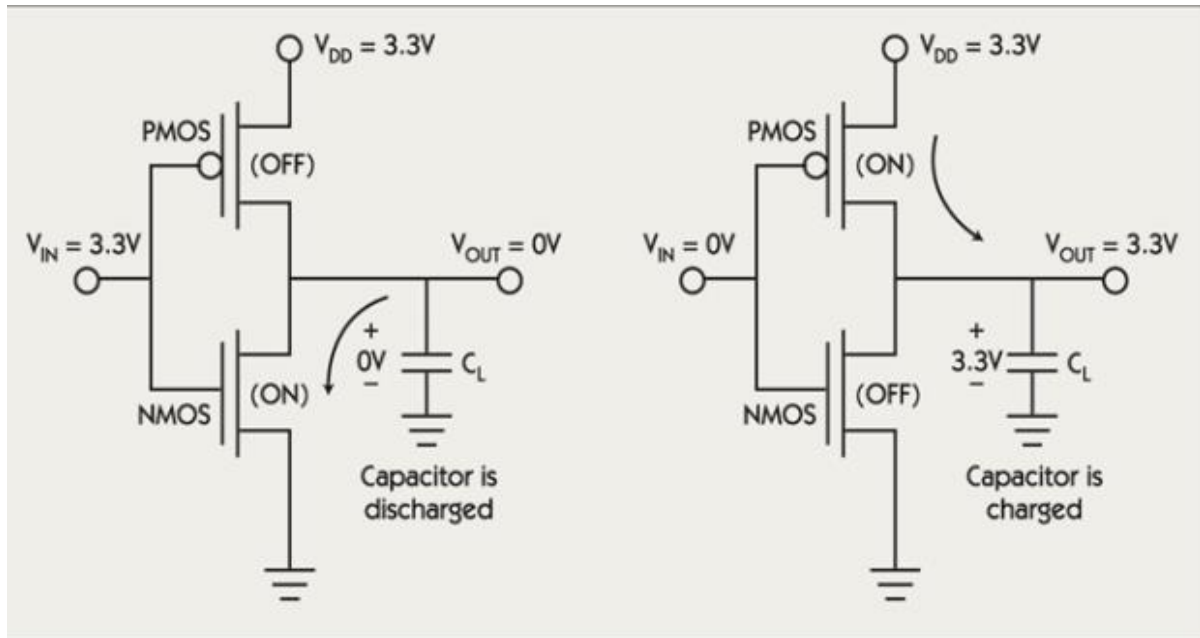 V_DD = 3.3V
PMOS
(OFF)
V_IN = 3.3V
V_OUT = 0V
+
0V
–
C_L
(ON)
NMOS
Capacitor is
discharged
V_DD = 3.3V
PMOS
(ON)
V_IN = 0V
V_OUT = 3.3V
+
3.3V
–
C_L
(OFF)
NMOS
Capacitor is
charged